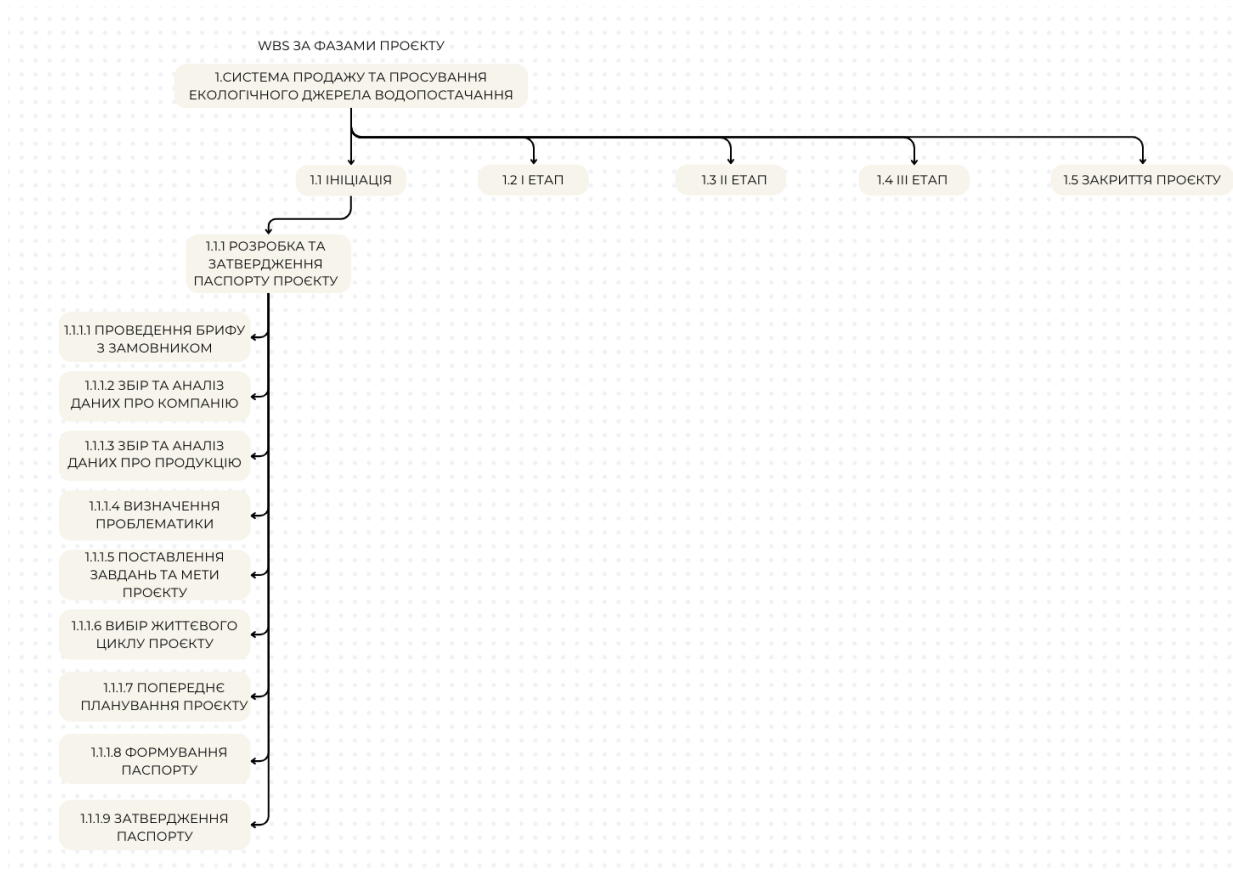 WBS ЗА ФАЗАМИ ПРОЄКТУ
1.СИСТЕМА ПРОДАЖУ ТА ПРОСУВАННЯ
ЕКОЛОГІЧНОГО ДЖЕРЕЛА ВОДОПОСТАЧАННЯ
1.1 ІНІЦІАЦІЯ
1.2 І ЕТАП
1.3 ІІ ЕТАП
1.4 ІІІ ЕТАП
1.5 ЗАКРИТТЯ ПРОЄКТУ
1.1.1 РОЗРОБКА ТА
ЗАТВЕРДЖЕННЯ
ПАСПОРТУ ПРОЄКТУ
1.1.1.1 ПРОВЕДЕННЯ БРИФУ
З ЗАМОВНИКОМ
1.1.1.2 ЗБІР ТА АНАЛІЗ
ДАНИХ ПРО КОМПАНІЮ
1.1.1.3 ЗБІР ТА АНАЛІЗ
ДАНИХ ПРО ПРОДУКЦІЮ
1.1.1.4 ВИЗНАЧЕННЯ
ПРОБЛЕМАТИКИ
1.1.1.5 ПОСТАВЛЕННЯ
ЗАВДАНЬ ТА МЕТИ
ПРОЄКТУ
1.1.1.6 ВИБІР ЖИТТЄВОГО
ЦИКЛУ ПРОЄКТУ
1.1.1.7 ПОПЕРЕДНЄ
ПЛАНУВАННЯ ПРОЄКТУ
1.1.1.8 ФОРМУВАННЯ
ПАСПОРТУ
1.1.1.9 ЗАТВЕРДЖЕННЯ
ПАСПОРТУ